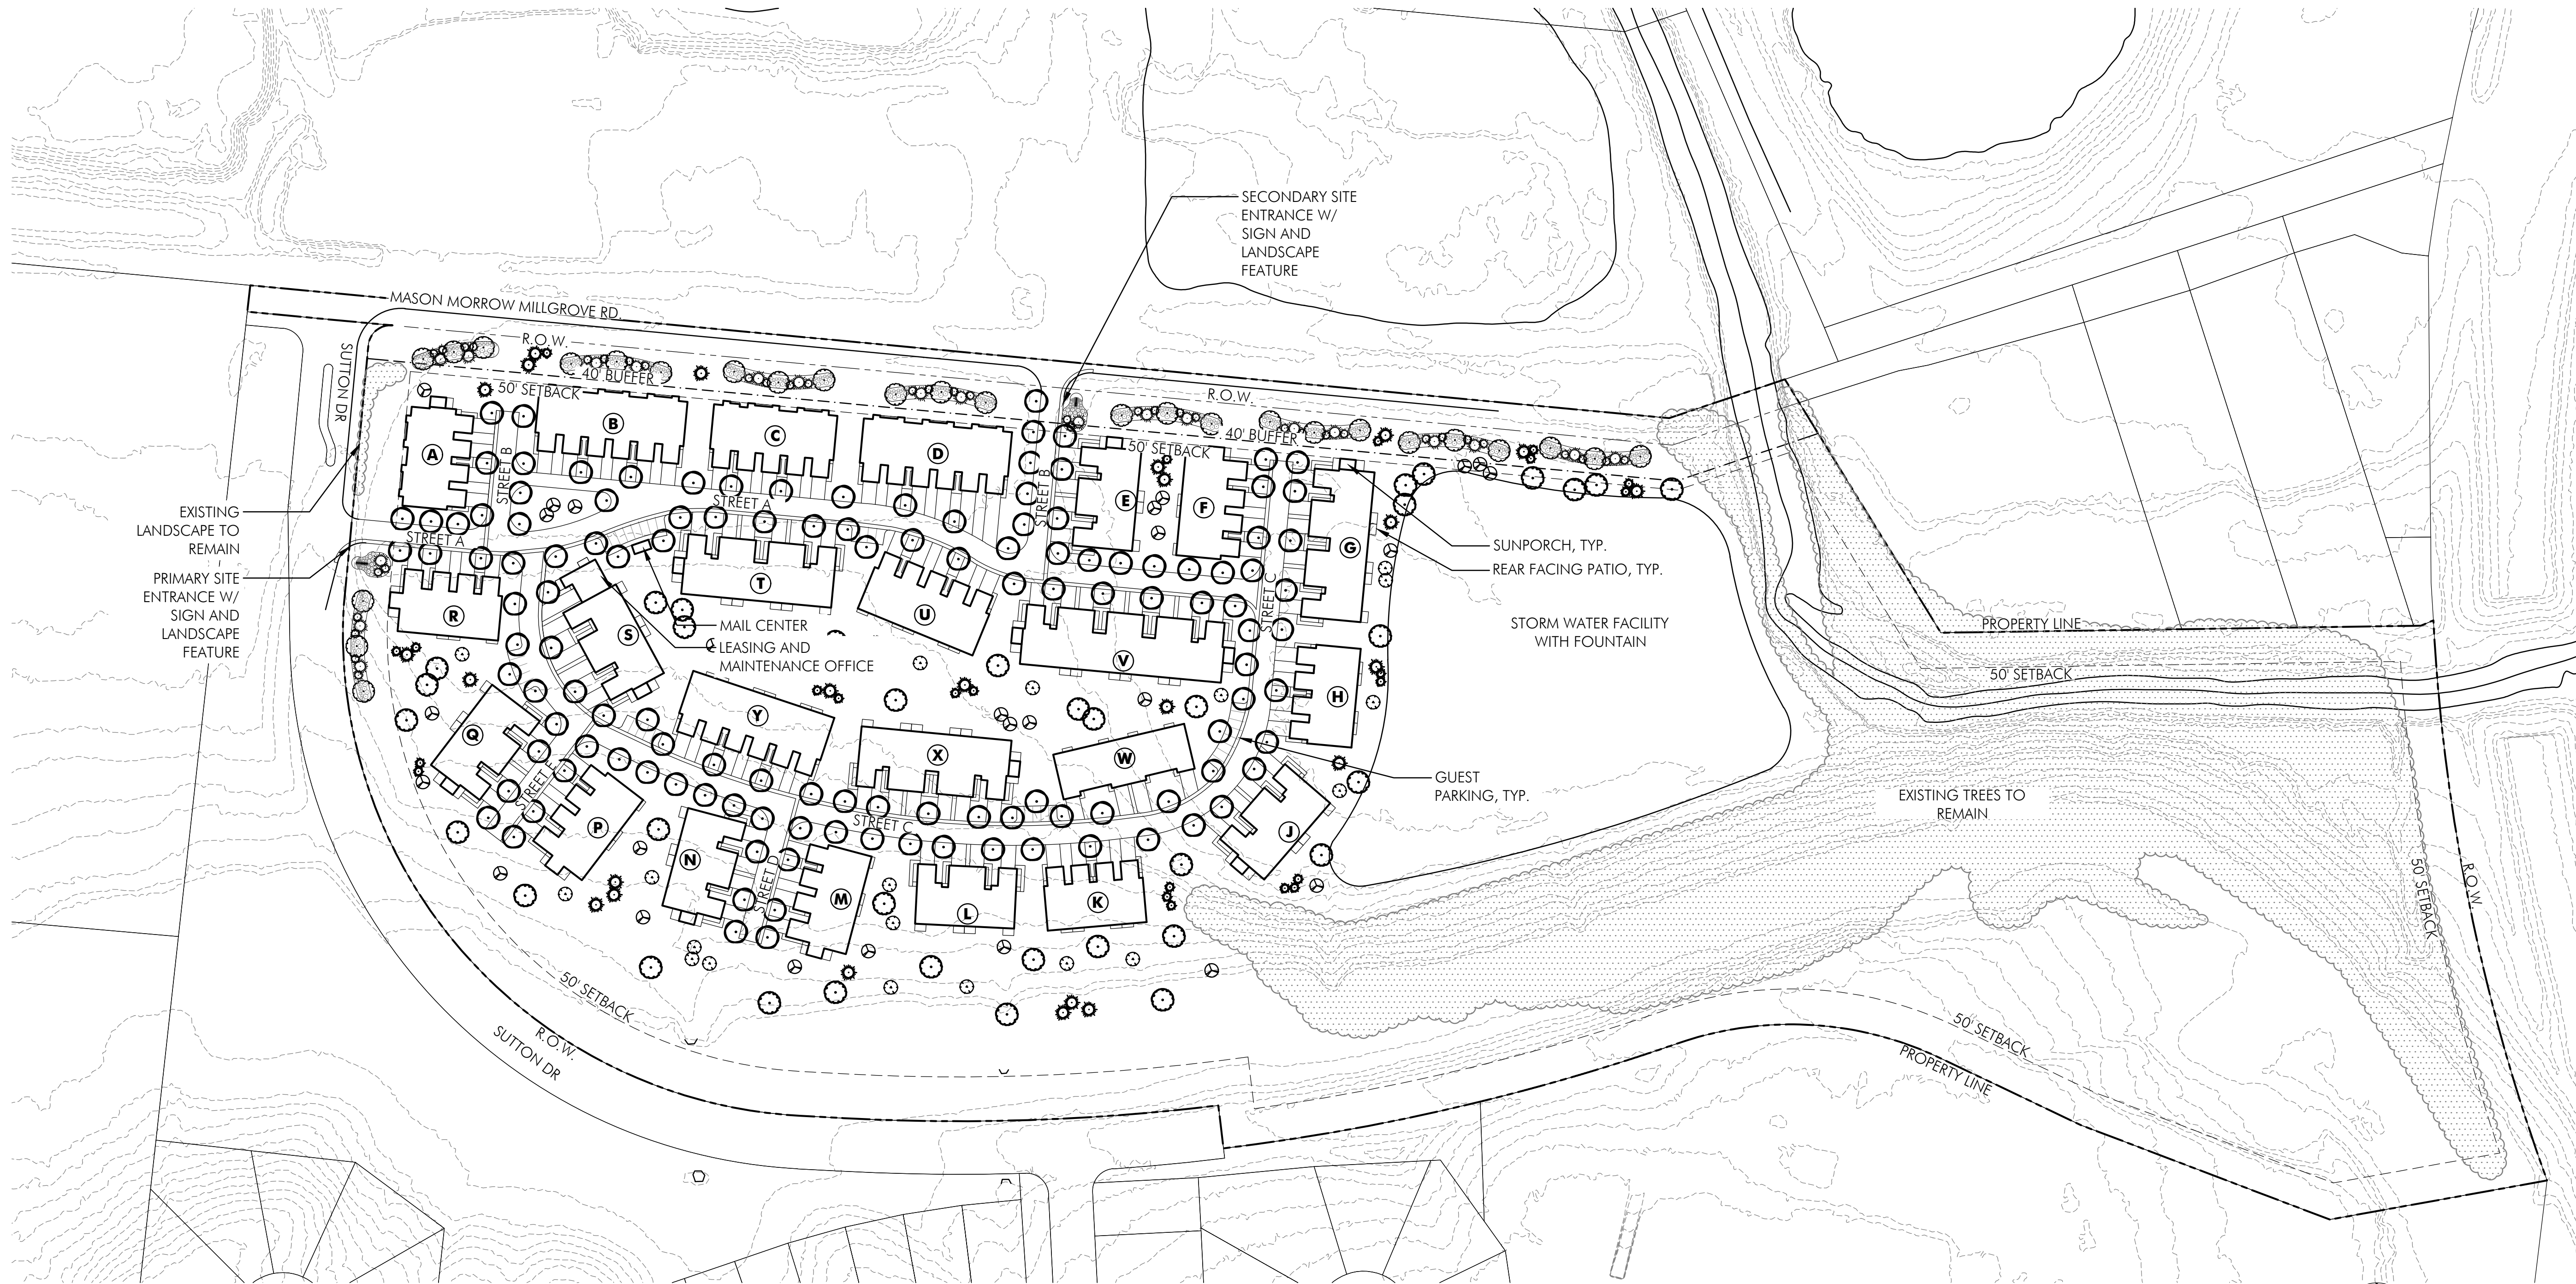 SECONDARY SITE
ENTRANCE W/
SIGN AND
LANDSCAPE
FEATURE
MASON MORROW MILLGROVE RD.
R.O.W.
SUTTON DR
40' BUFFER
50' SETBACK
R.O.W.
40' BUFFER
50' SETBACK
A
B
C
D
E
F
G
STREET B
STREET A
STREET B
STREET A
EXISTING
LANDSCAPE TO
REMAIN
PRIMARY SITE
ENTRANCE W/
SIGN AND
LANDSCAPE
FEATURE
SUNPORCH, TYP.
REAR FACING PATIO, TYP.
STORM WATER FACILITY
WITH FOUNTAIN
PROPERTY LINE
50' SETBACK
R
S
T
U
V
H
STREET C
MAIL CENTER
LEASING AND
MAINTENANCE OFFICE
Q
Y
X
W
GUEST
PARKING, TYP.
EXISTING TREES TO
REMAIN
P
N
M
L
K
J
STREET C
STREET D
50' SETBACK
R.O.W.
50' SETBACK
R.O.W.
SUTTON DR
50' SETBACK
PROPERTY LINE